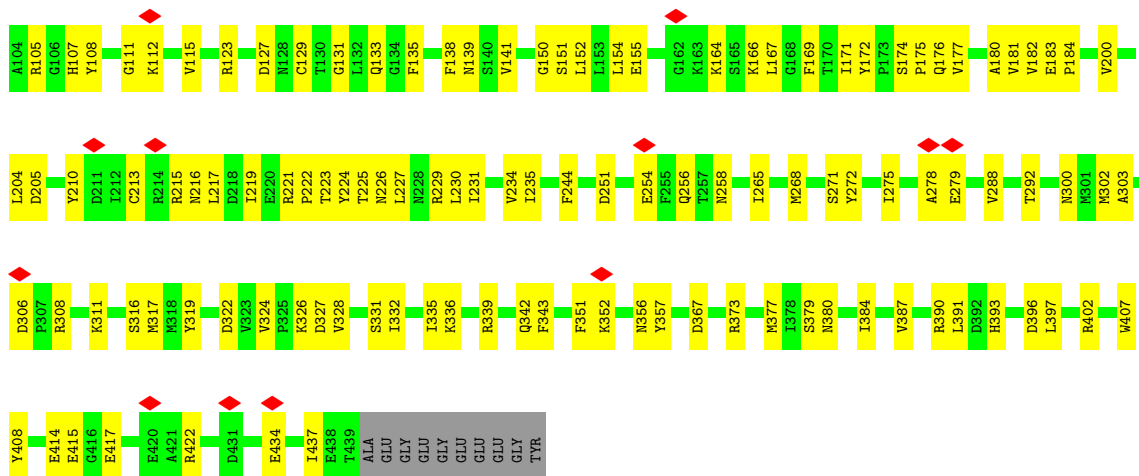 A104 R105 G106 H107 Y108 G111 K112 V115 R123 D127 N128 C129 T130 G131 L132 Q133 G134 F135 F138 N139 S140 V141 G150 S151 L152 L153 L154 E155 G162 K163 K164 S165 K166 L167 G168 F169 T170 I171 Y172 P173 S174 P175 Q176 V177 A180 V181 V182 E183 P184 V200
L204 D205 Y210 D211 I212 C213 R214 R215 N216 L217 D218 I219 E220 R221 P222 T223 Y224 T225 N226 L227 N228 R229 L230 I231 V234 I235 F244 D251 E254 F255 Q256 T257 N258 I265 M268 S271 Y272 I275 A278 E279 V288 T292 N300 M301 M302 A303
D306 P307 R308 K311 S316 M317 M318 Y319 D322 V323 V324 P325 K326 D327 V328 S331 I332 I335 K336 R339 Q342 F343 F351 K352 N356 Y357 D367 R373 M377 I378 S379 N380 I384 V387 R390 L391 D392 H393 D396 L397 R402 W407
Y408 E414 E415 G416 E417 E420 A421 R422 D431 E434 I437 E438 T439 ALA GLU GLY GLU GLY GLU GLU GLU GLY TYR